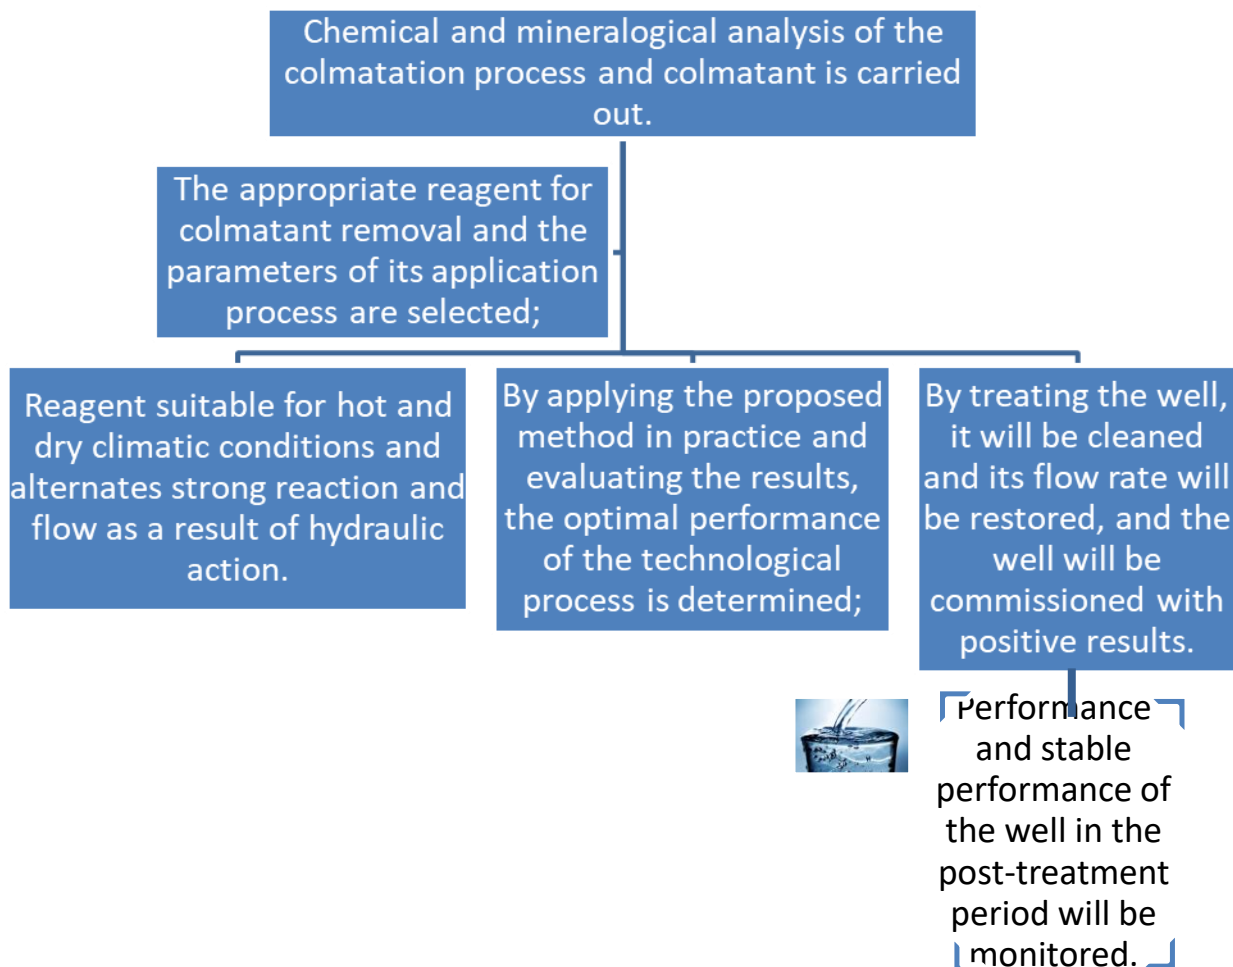 Chemical and mineralogical analysis of the
colmatation process and colmatant is carried
out.
The appropriate reagent for
colmatant removal and the
parameters of its application
process are selected;
Reagent suitable for hot and
dry climatic conditions and
alternates strong reaction and
flow as a result of hydraulic
action.
By applying the proposed
method in practice and
evaluating the results,
the optimal performance
of the technological
process is determined;
By treating the well,
it will be cleaned
and its flow rate will
be restored, and the
well will be
commissioned with
positive results.
Performance
and stable
performance of
the well in the
post-treatment
period will be
monitored.